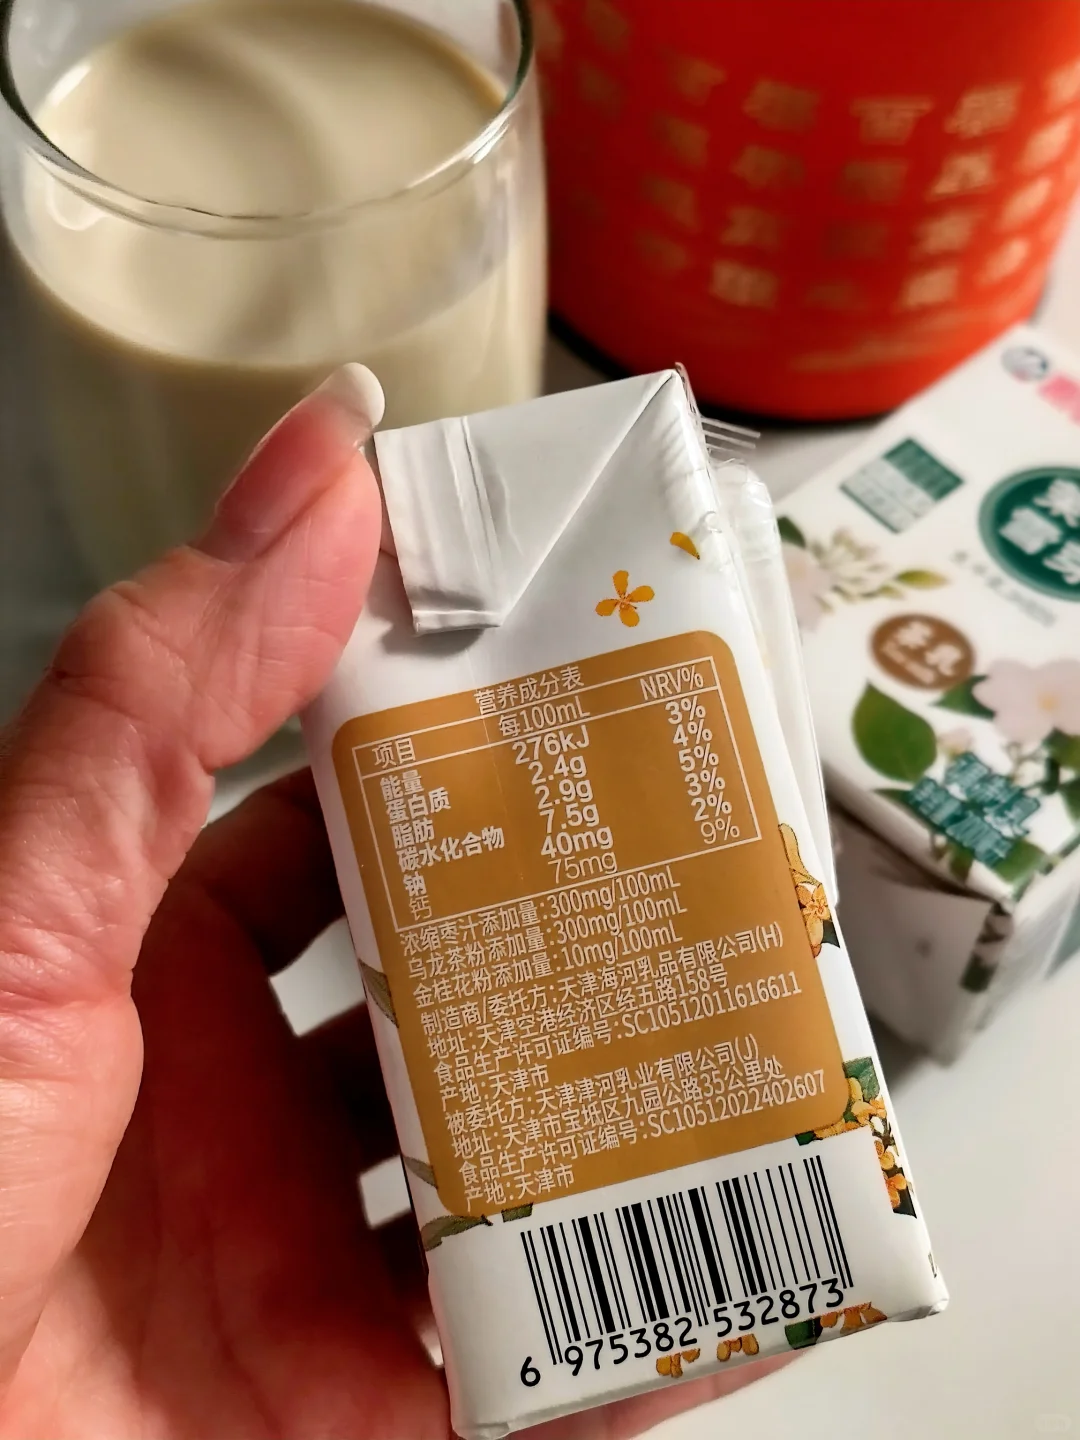 营养成分表
项目 每100mL NRV%
能量 276kJ 3%
蛋白质 2.4g 4%
脂肪 2.9g 5%
碳水化合物 7.5g 3%
钠 40mg 2%
钙 75mg 9%
浓缩枣汁添加量:300mg/100mL
乌龙茶粉添加量:300mg/100mL
金桂花粉添加量:10mg/100mL
制造商/委托方:天津海河乳品有限公司(H)
地址:天津空港经济区经五路158号
食品生产许可证编号:SC10512011616611
产地:天津市
被委托方:天津津河乳业有限公司(J)
地址:天津市宝坻区九园公路35公里处
食品生产许可证编号:SC10512022402607
产地:天津市
6 975382 532873